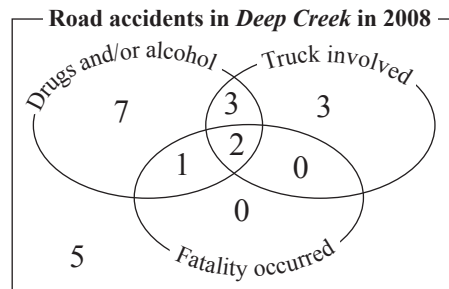 Road accidents in Deep Creek in 2008
Drugs and/or alcohol
Truck involved
7
3
3
1
2
0
0
5
Fatality occurred